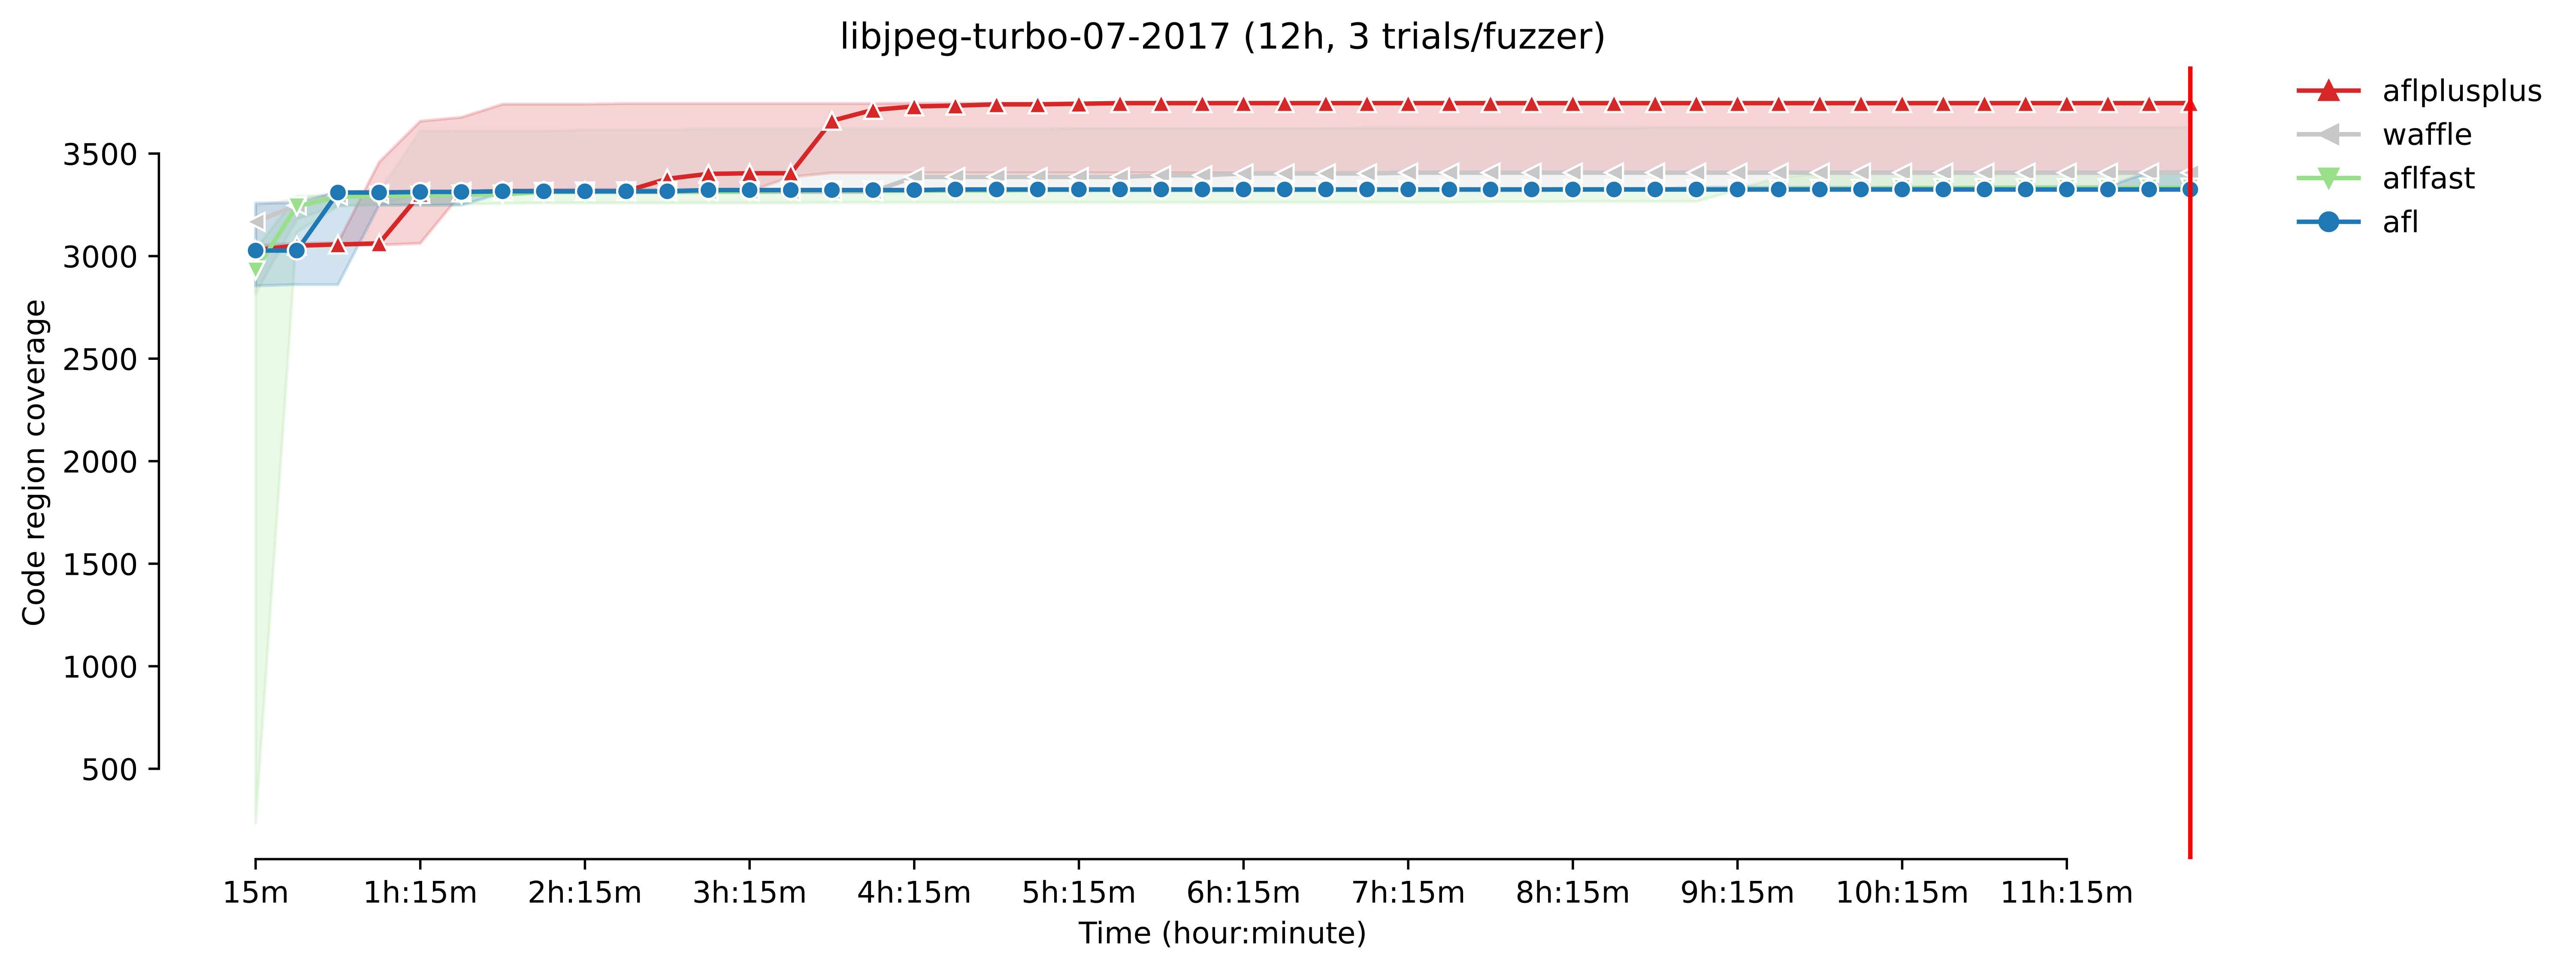 libjpeg-turbo-07-2017 (12h, 3 trials/fuzzer)
aflplusplus
waffle
aflfast
afl
Code region coverage
3500
3000
2500
2000
1500
1000
500
15m 1h:15m 2h:15m 3h:15m 4h:15m 5h:15m 6h:15m 7h:15m 8h:15m 9h:15m 10h:15m 11h:15m
Time (hour:minute)